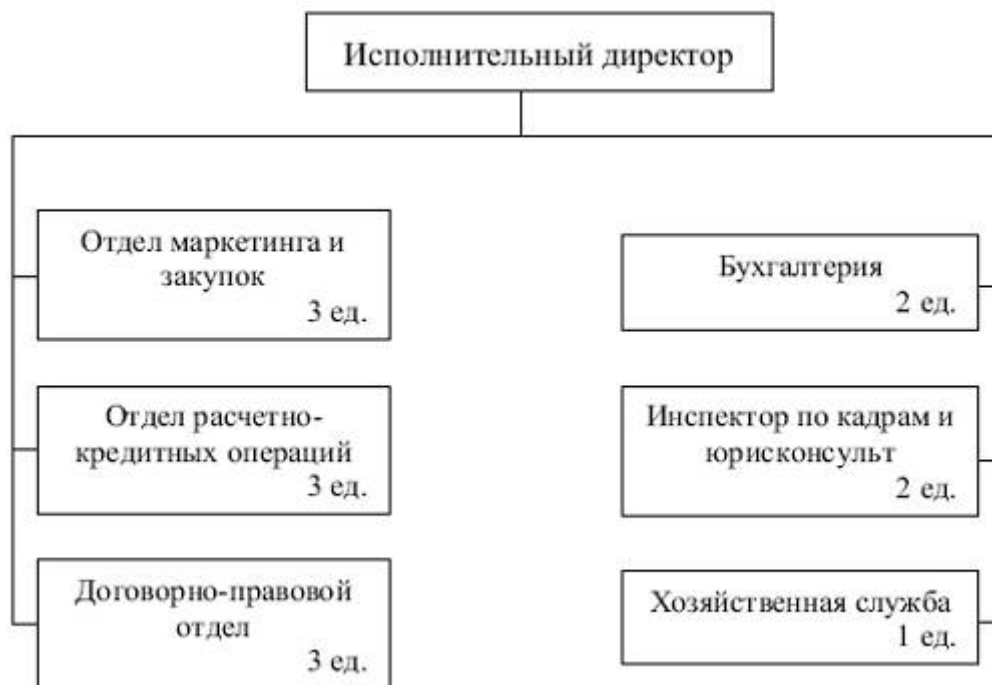 Исполнительный директор
Отдел маркетинга и
закупок
3 ед.
Отдел расчетно-
кредитных операций
3 ед.
Договорно-правовой
отдел
3 ед.
Бухгалтерия
2 ед.
Инспектор по кадрам и
юрисконсульт
2 ед.
Хозяйственная служба
1 ед.